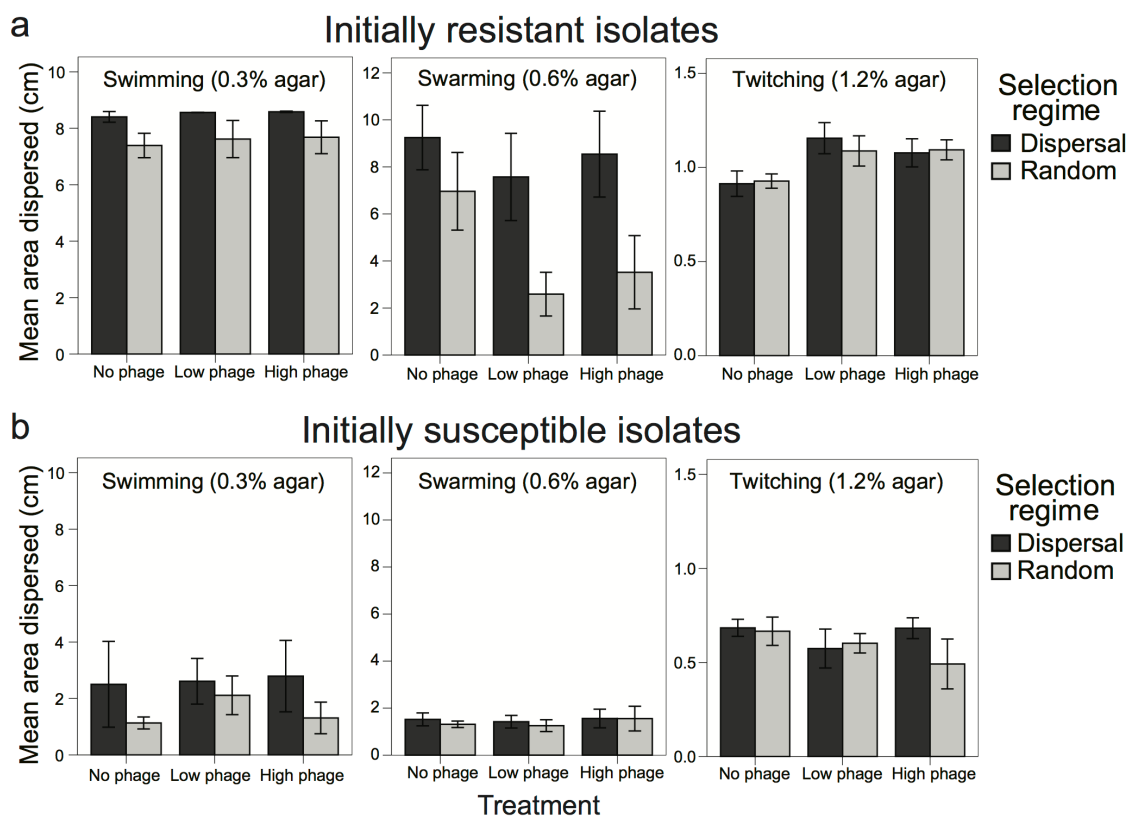 a
Initially resistant isolates
Mean area dispersed (cm)
Swimming (0.3% agar)
10
8
6
4
2
0
No phage Low phage High phage
Swarming (0.6% agar)
12
10
8
6
4
2
0
No phage Low phage High phage
Twitching (1.2% agar)
1.5
1.0
0.5
0.0
No phage Low phage High phage
Selection
regime
Dispersal
Random
b
Initially susceptible isolates
Mean area dispersed (cm)
Swimming (0.3% agar)
10
8
6
4
2
0
No phage Low phage High phage
Swarming (0.6% agar)
12
10
8
6
4
2
0
No phage Low phage High phage
Twitching (1.2% agar)
1.5
1.0
0.5
0.0
No phage Low phage High phage
Selection
regime
Dispersal
Random
Treatment